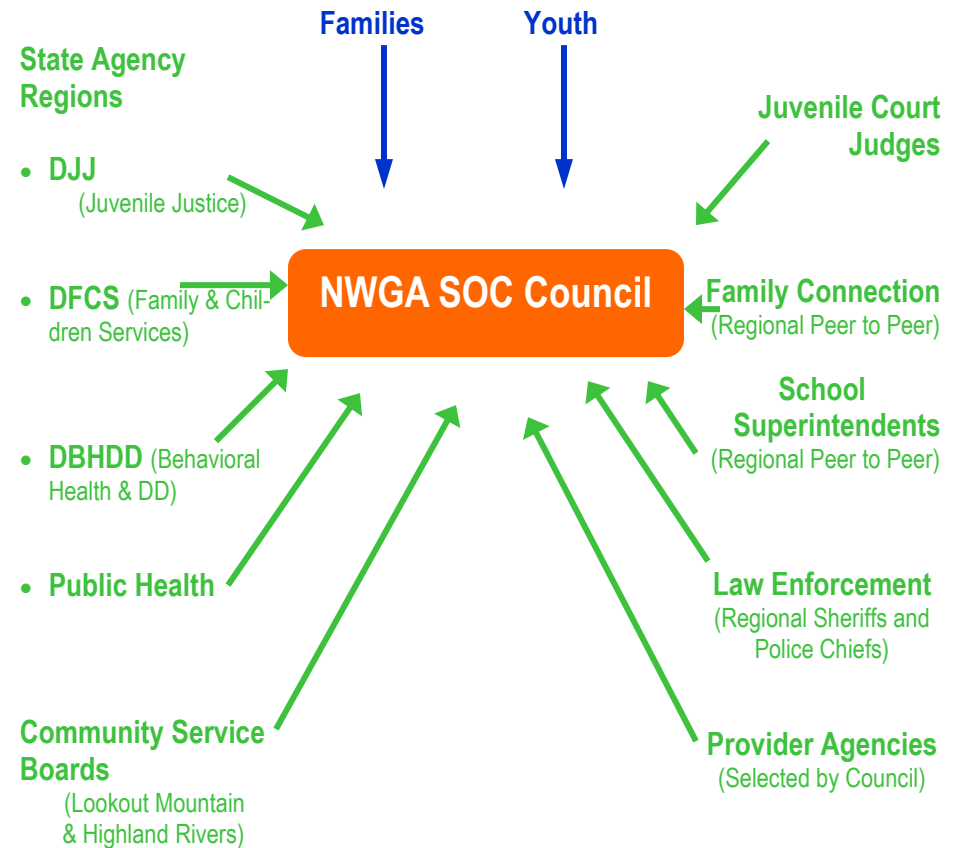 Families
Youth
State Agency
Regions
• DJJ
(Juvenile Justice)
• DFCS (Family & Chil-
dren Services)
• DBHDD (Behavioral
Health & DD)
• Public Health
Community Service
Boards
(Lookout Mountain
& Highland Rivers)
NWGA SOC Council
Juvenile Court
Judges
Family Connection
(Regional Peer to Peer)
School
Superintendents
(Regional Peer to Peer)
Law Enforcement
(Regional Sheriffs and
Police Chiefs)
Provider Agencies
(Selected by Council)